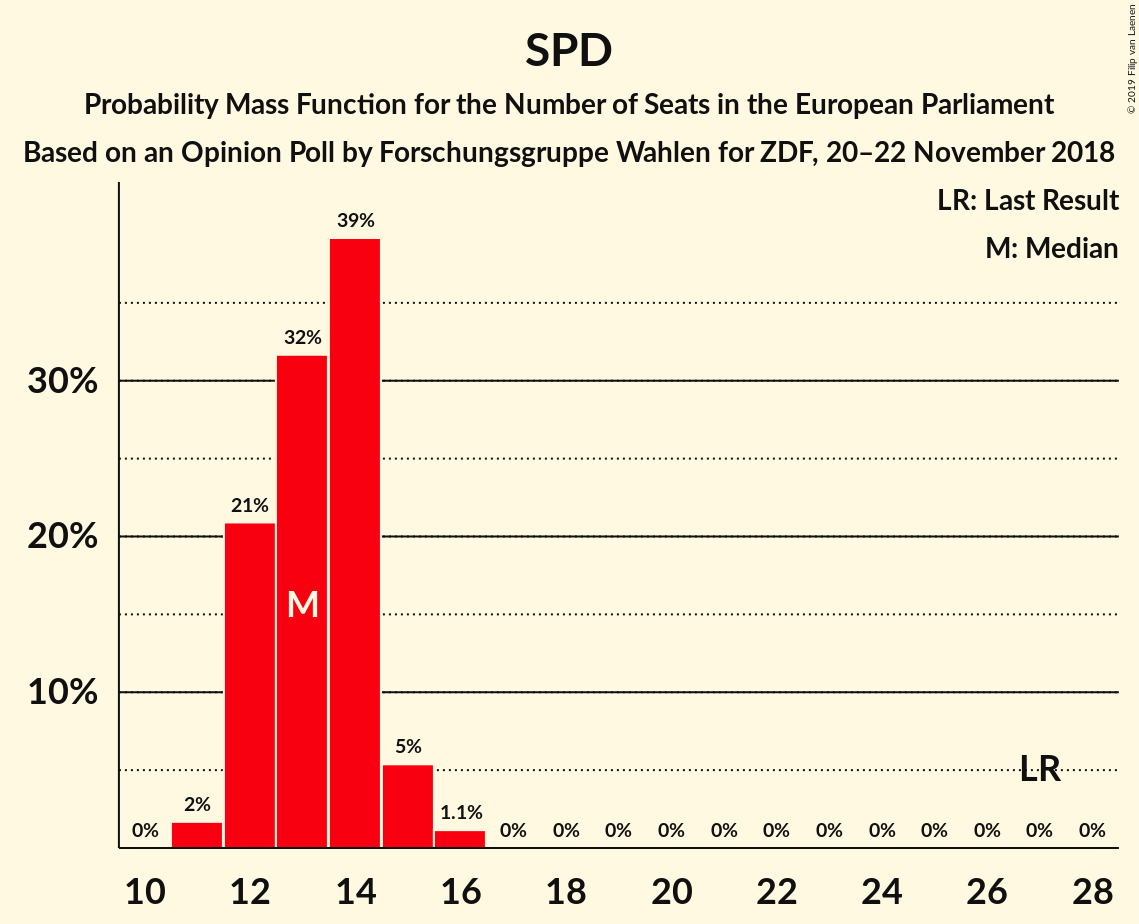 SPD
Probability Mass Function for the Number of Seats in the European Parliament
Based on an Opinion Poll by Forschungsgruppe Wahlen for ZDF, 20–22 November 2018
© 2019 Filip van Laenen
LR: Last Result
M: Median
39%
32%
30%
21%
20%
M
10%
5%
LR
2%
1.1%
0% 0% 0% 0% 0% 0% 0% 0% 0% 0% 0% 0% 0%
10 12 14 16 18 20 22 24 26 28